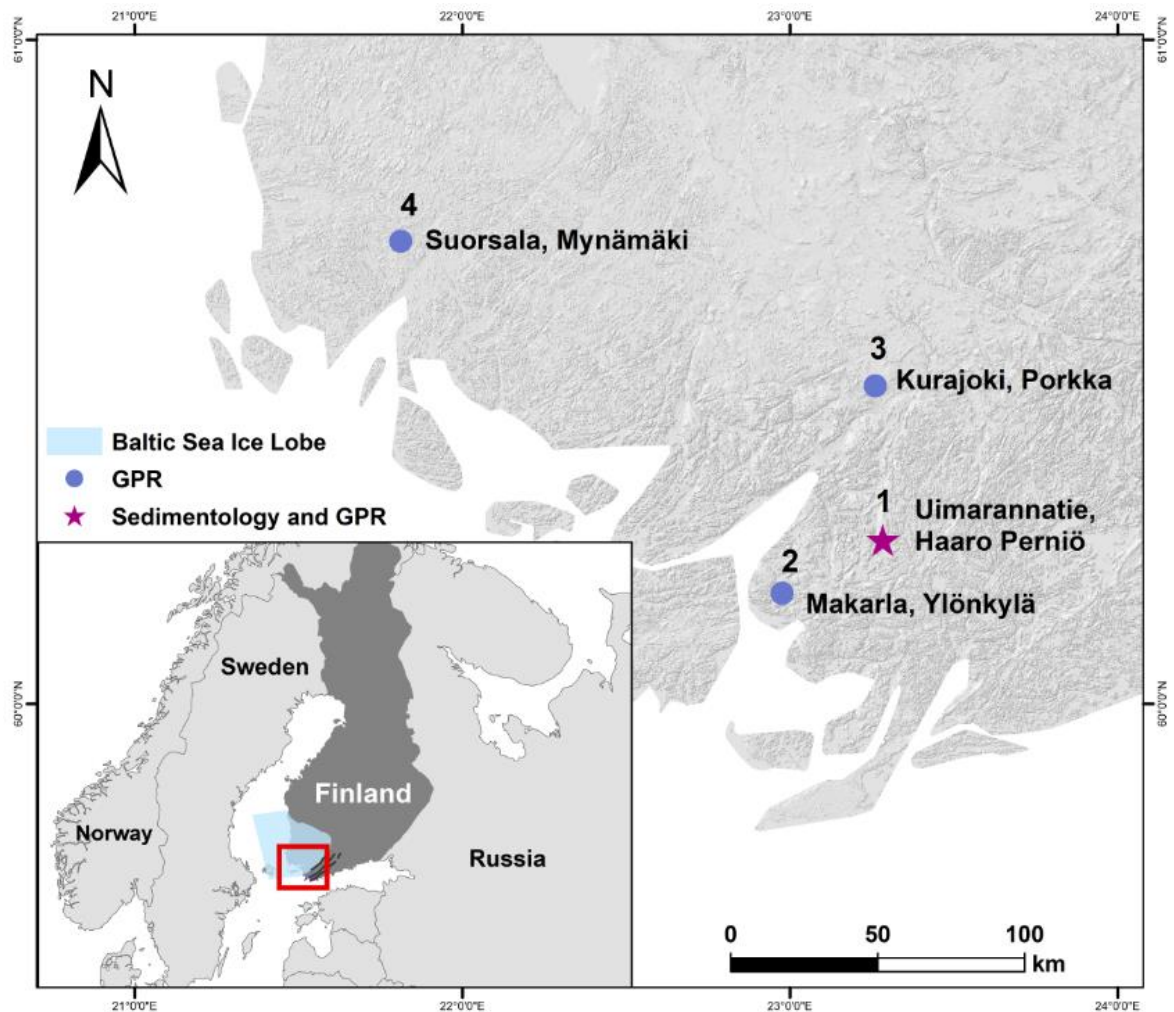 21°0'0"E 22°0'0"E 23°0'0"E 24°0'0"E
61°0'0"N
61°0'0"N
N
4
Suorsala, Mynämäki
3
Kurajoki, Porkka
Baltic Sea Ice Lobe
GPR
Sedimentology and GPR
1
Uimarannatie,
Haaro Perniö
2
Makarla, Ylönkylä
Sweden
Finland
Norway
Russia
60°0'0"N
60°0'0"N
0 50 100
km
21°0'0"E 22°0'0"E 23°0'0"E 24°0'0"E